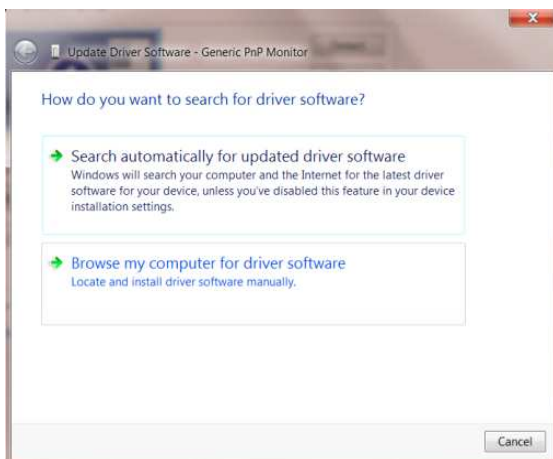 Update Driver Software - Generic PnP Monitor
How do you want to search for driver software?
Search automatically for updated driver software
Windows will search your computer and the Internet for the latest driver
software for your device, unless you've disabled this feature in your device
installation settings.
Browse my computer for driver software
Locate and install driver software manually.
Cancel